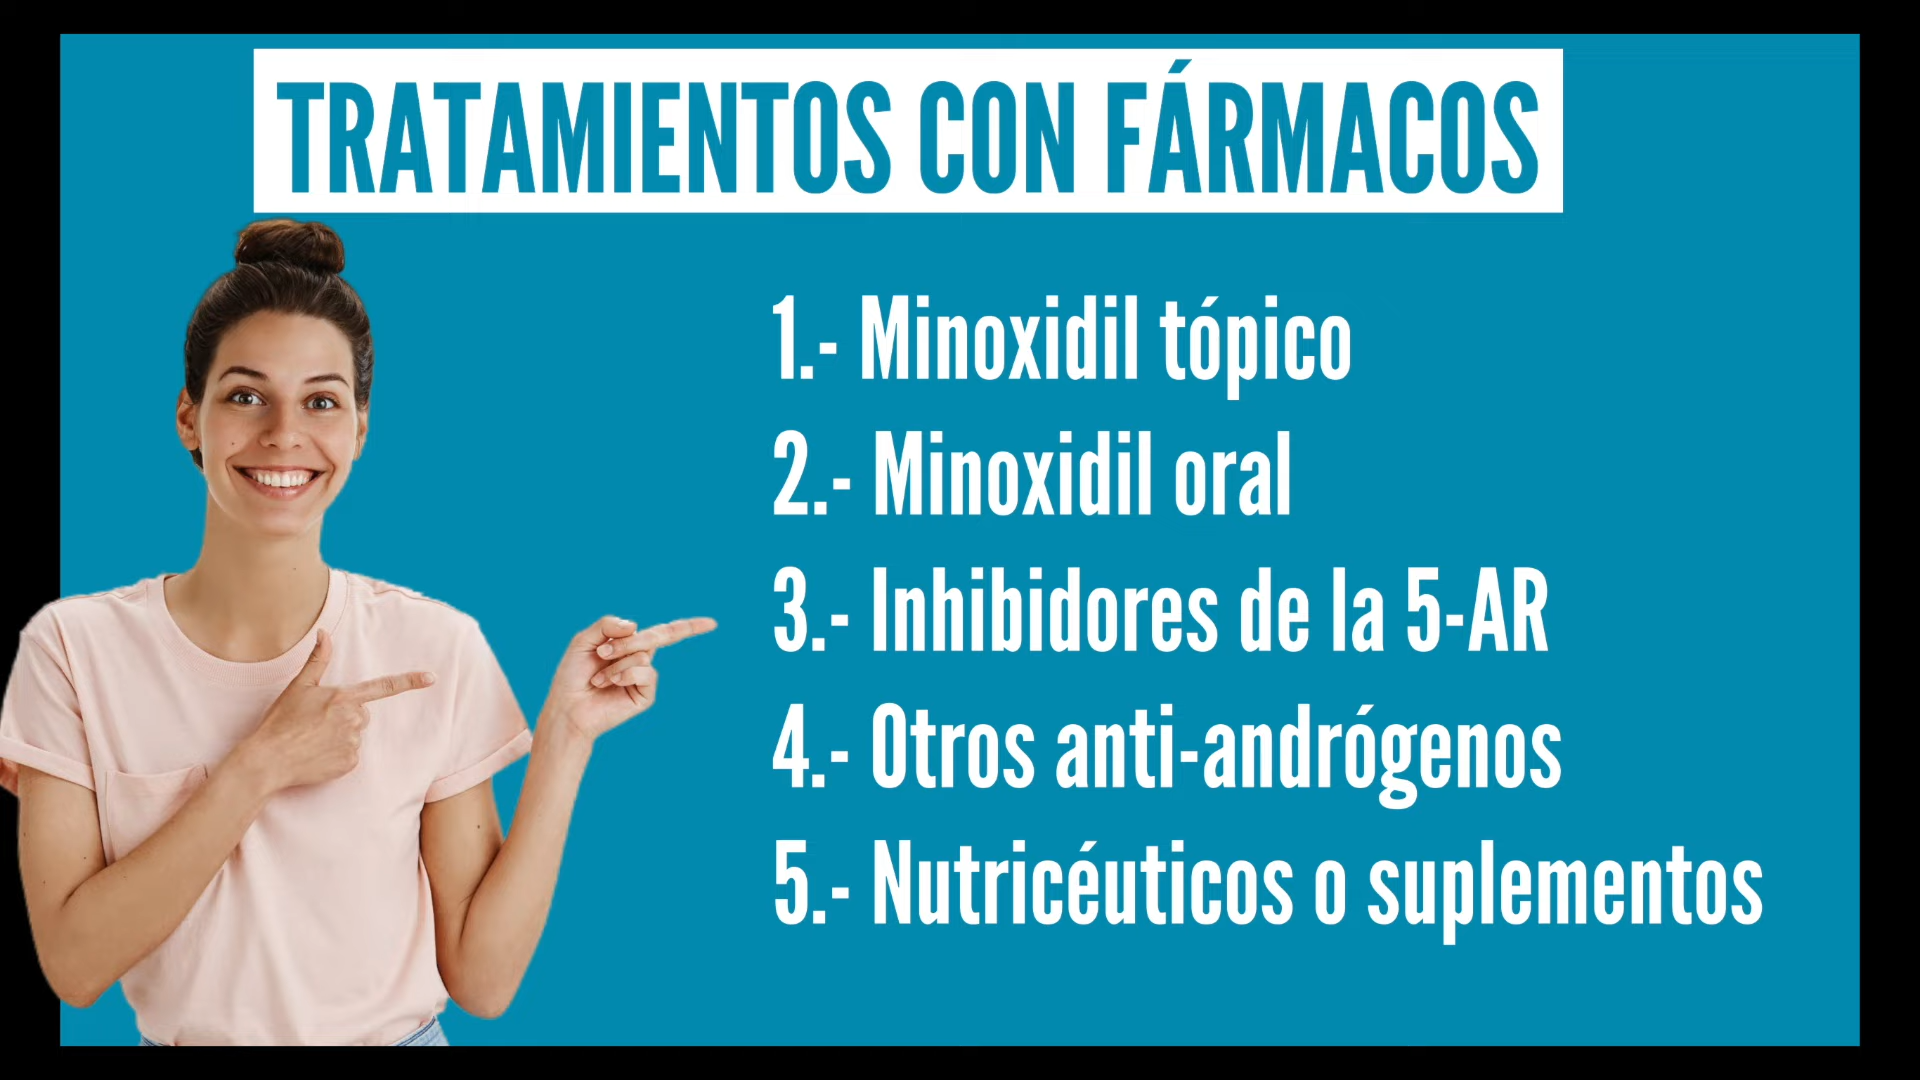 TRATAMIENTOS CON FÁRMACOS
1.- Minoxidil tópico
2.- Minoxidil oral
3.- Inhibidores de la 5-AR
4.- Otros anti-andrógenos
5.- Nutricéuticos o suplementos